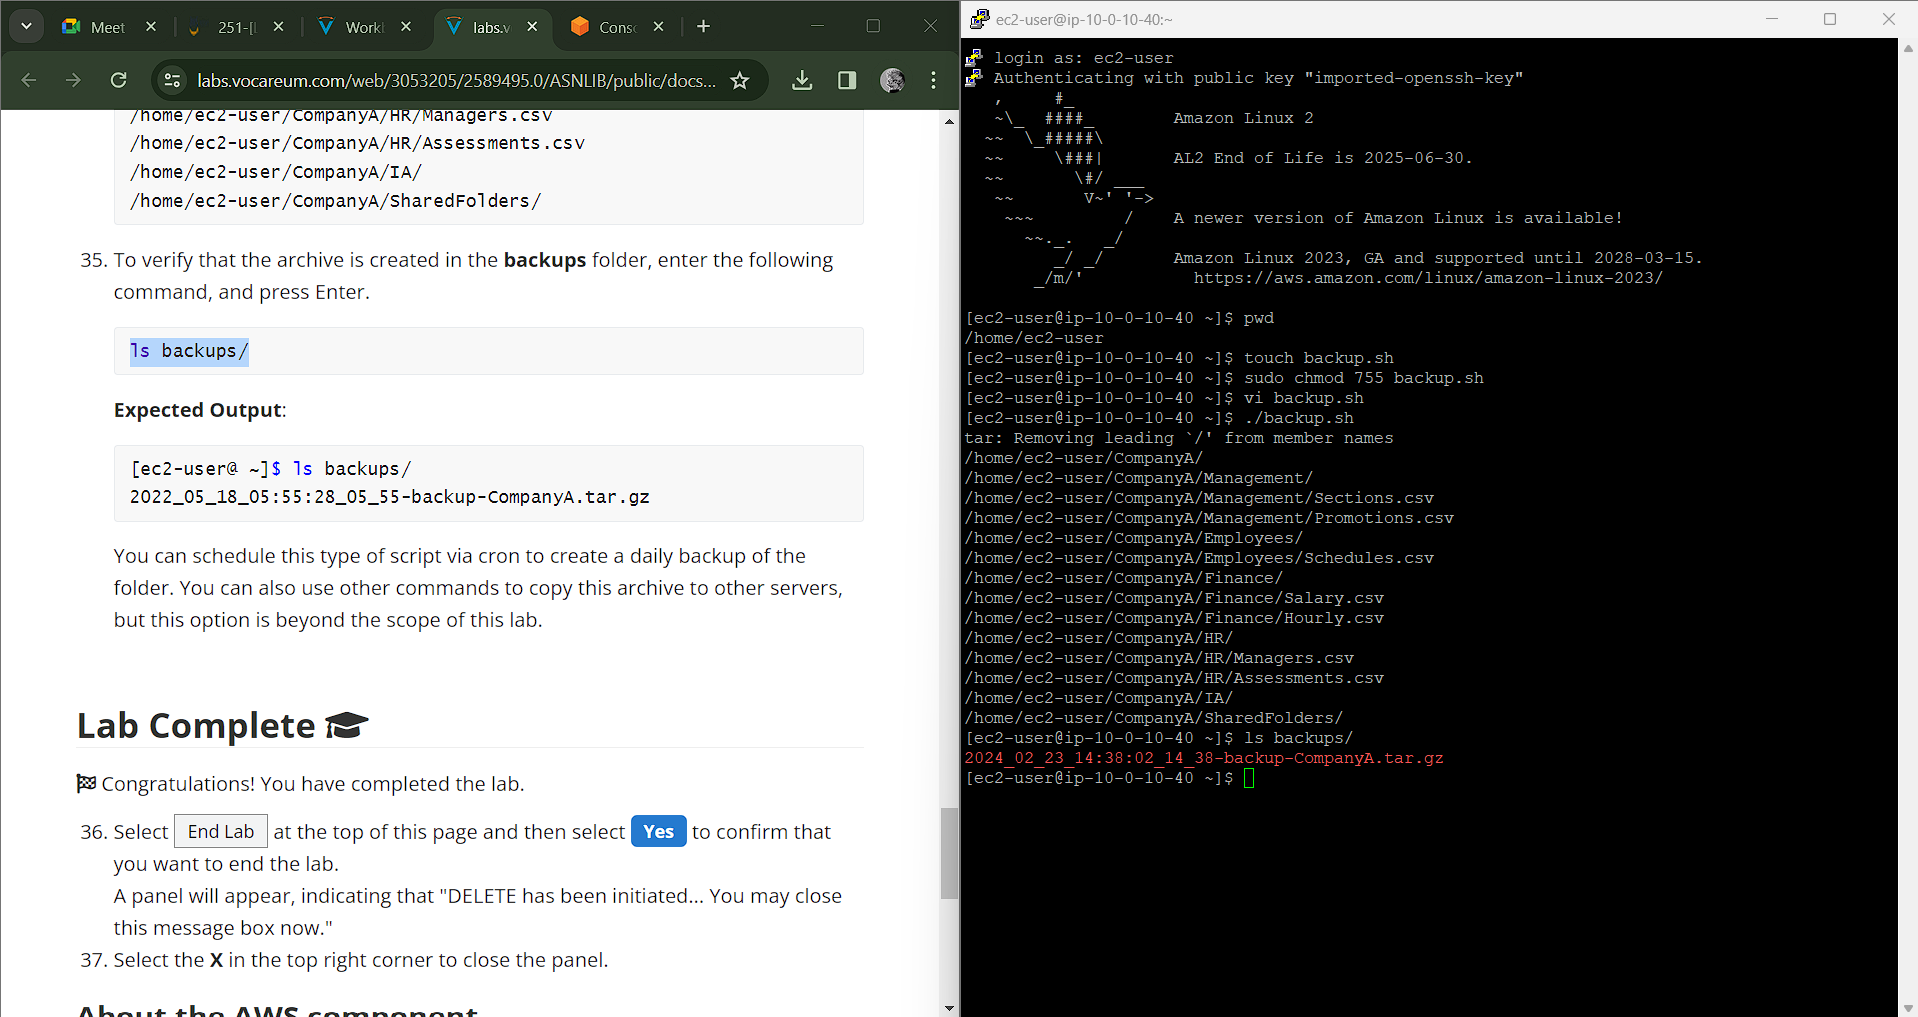 Meet
251-[L
Workb
labs.v
Conso
labs.vocareum.com/web/3053205/2589495.0/ASNLIB/public/docs...
/home/ec2-user/CompanyA/HR/Managers.csv
/home/ec2-user/CompanyA/HR/Assessments.csv
/home/ec2-user/CompanyA/IA/
/home/ec2-user/CompanyA/SharedFolders/
35. To verify that the archive is created in the backups folder, enter the following
command, and press Enter.
ls backups/
Expected Output:
[ec2-user@ ~]$ ls backups/
2022_05_18_05:55:28_05_55-backup-CompanyA.tar.gz
You can schedule this type of script via cron to create a daily backup of the
folder. You can also use other commands to copy this archive to other servers,
but this option is beyond the scope of this lab.
Lab Complete
Congratulations! You have completed the lab.
36. Select End Lab at the top of this page and then select Yes to confirm that
you want to end the lab.
A panel will appear, indicating that "DELETE has been initiated... You may close
this message box now."
37. Select the X in the top right corner to close the panel.
About the AWS component
ec2-user@ip-10-0-10-40:~
login as: ec2-user
Authenticating with public key "imported-openssh-key"
   ,     #_
   ~\_  ####_        Amazon Linux 2
  ~~  \_#####\
  ~~     \###|       AL2 End of Life is 2025-06-30.
  ~~       \#/ ___
   ~~       V~' '->
    ~~~         /    A newer version of Amazon Linux is available!
      ~~._.   _/
         _/ _/       Amazon Linux 2023, GA and supported until 2028-03-15.
       _/m/'           https://aws.amazon.com/linux/amazon-linux-2023/
[ec2-user@ip-10-0-10-40 ~]$ pwd
/home/ec2-user
[ec2-user@ip-10-0-10-40 ~]$ touch backup.sh
[ec2-user@ip-10-0-10-40 ~]$ sudo chmod 755 backup.sh
[ec2-user@ip-10-0-10-40 ~]$ vi backup.sh
[ec2-user@ip-10-0-10-40 ~]$ ./backup.sh
tar: Removing leading `/' from member names
/home/ec2-user/CompanyA/
/home/ec2-user/CompanyA/Management/
/home/ec2-user/CompanyA/Management/Sections.csv
/home/ec2-user/CompanyA/Management/Promotions.csv
/home/ec2-user/CompanyA/Employees/
/home/ec2-user/CompanyA/Employees/Schedules.csv
/home/ec2-user/CompanyA/Finance/
/home/ec2-user/CompanyA/Finance/Salary.csv
/home/ec2-user/CompanyA/Finance/Hourly.csv
/home/ec2-user/CompanyA/HR/
/home/ec2-user/CompanyA/HR/Managers.csv
/home/ec2-user/CompanyA/HR/Assessments.csv
/home/ec2-user/CompanyA/IA/
/home/ec2-user/CompanyA/SharedFolders/
[ec2-user@ip-10-0-10-40 ~]$ ls backups/
2024_02_23_14:38:02_14_38-backup-CompanyA.tar.gz
[ec2-user@ip-10-0-10-40 ~]$